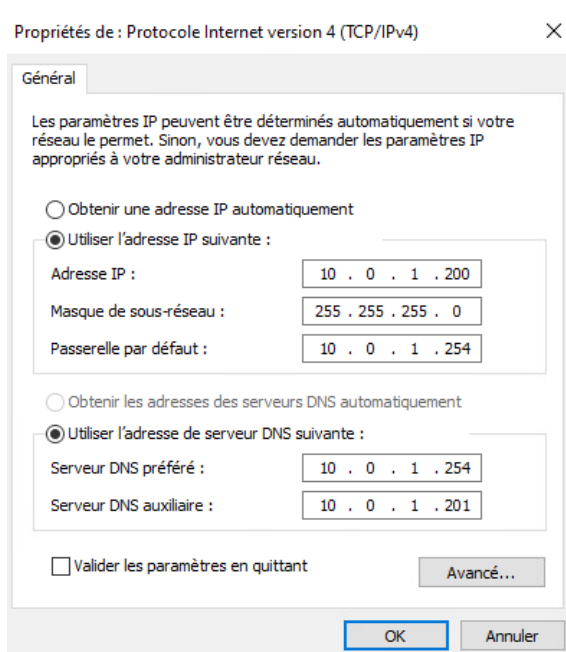 Propriétés de : Protocole Internet version 4 (TCP/IPv4)
Général
Les paramètres IP peuvent être déterminés automatiquement si votre
réseau le permet. Sinon, vous devez demander les paramètres IP
appropriés à votre administrateur réseau.
Obtenir une adresse IP automatiquement
Utiliser l'adresse IP suivante :
Adresse IP : 10 . 0 . 1 . 200
Masque de sous-réseau : 255 . 255 . 255 . 0
Passerelle par défaut : 10 . 0 . 1 . 254
Obtenir les adresses des serveurs DNS automatiquement
Utiliser l'adresse de serveur DNS suivante :
Serveur DNS préféré : 10 . 0 . 1 . 254
Serveur DNS auxiliaire : 10 . 0 . 1 . 201
Valider les paramètres en quittant
Avancé...
OK Annuler